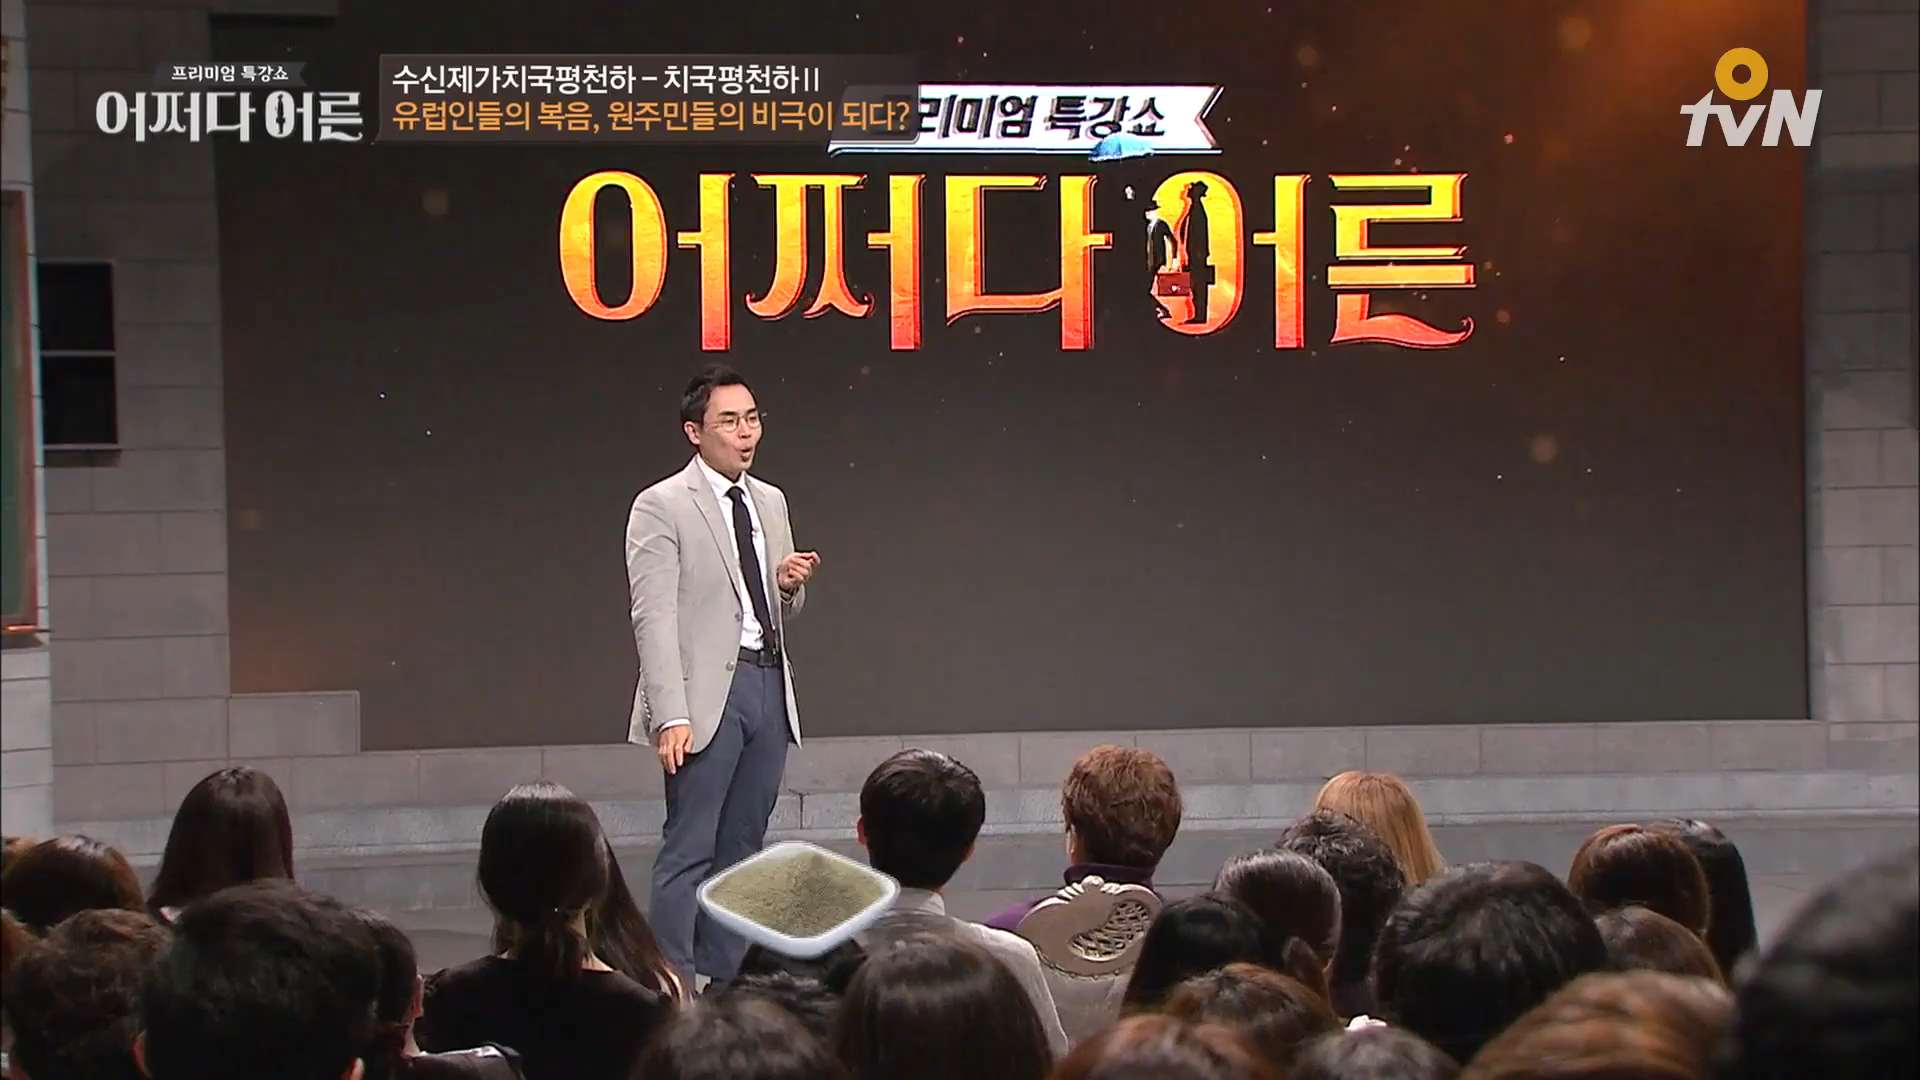 프리미엄 특강쇼
어쩌다 어른
수신제가치국평천하 - 치국평천하 II
유럽인들의 복음, 원주민들의 비극이 되다?
tvN
리미엄 특강쇼
어쩌다 어른